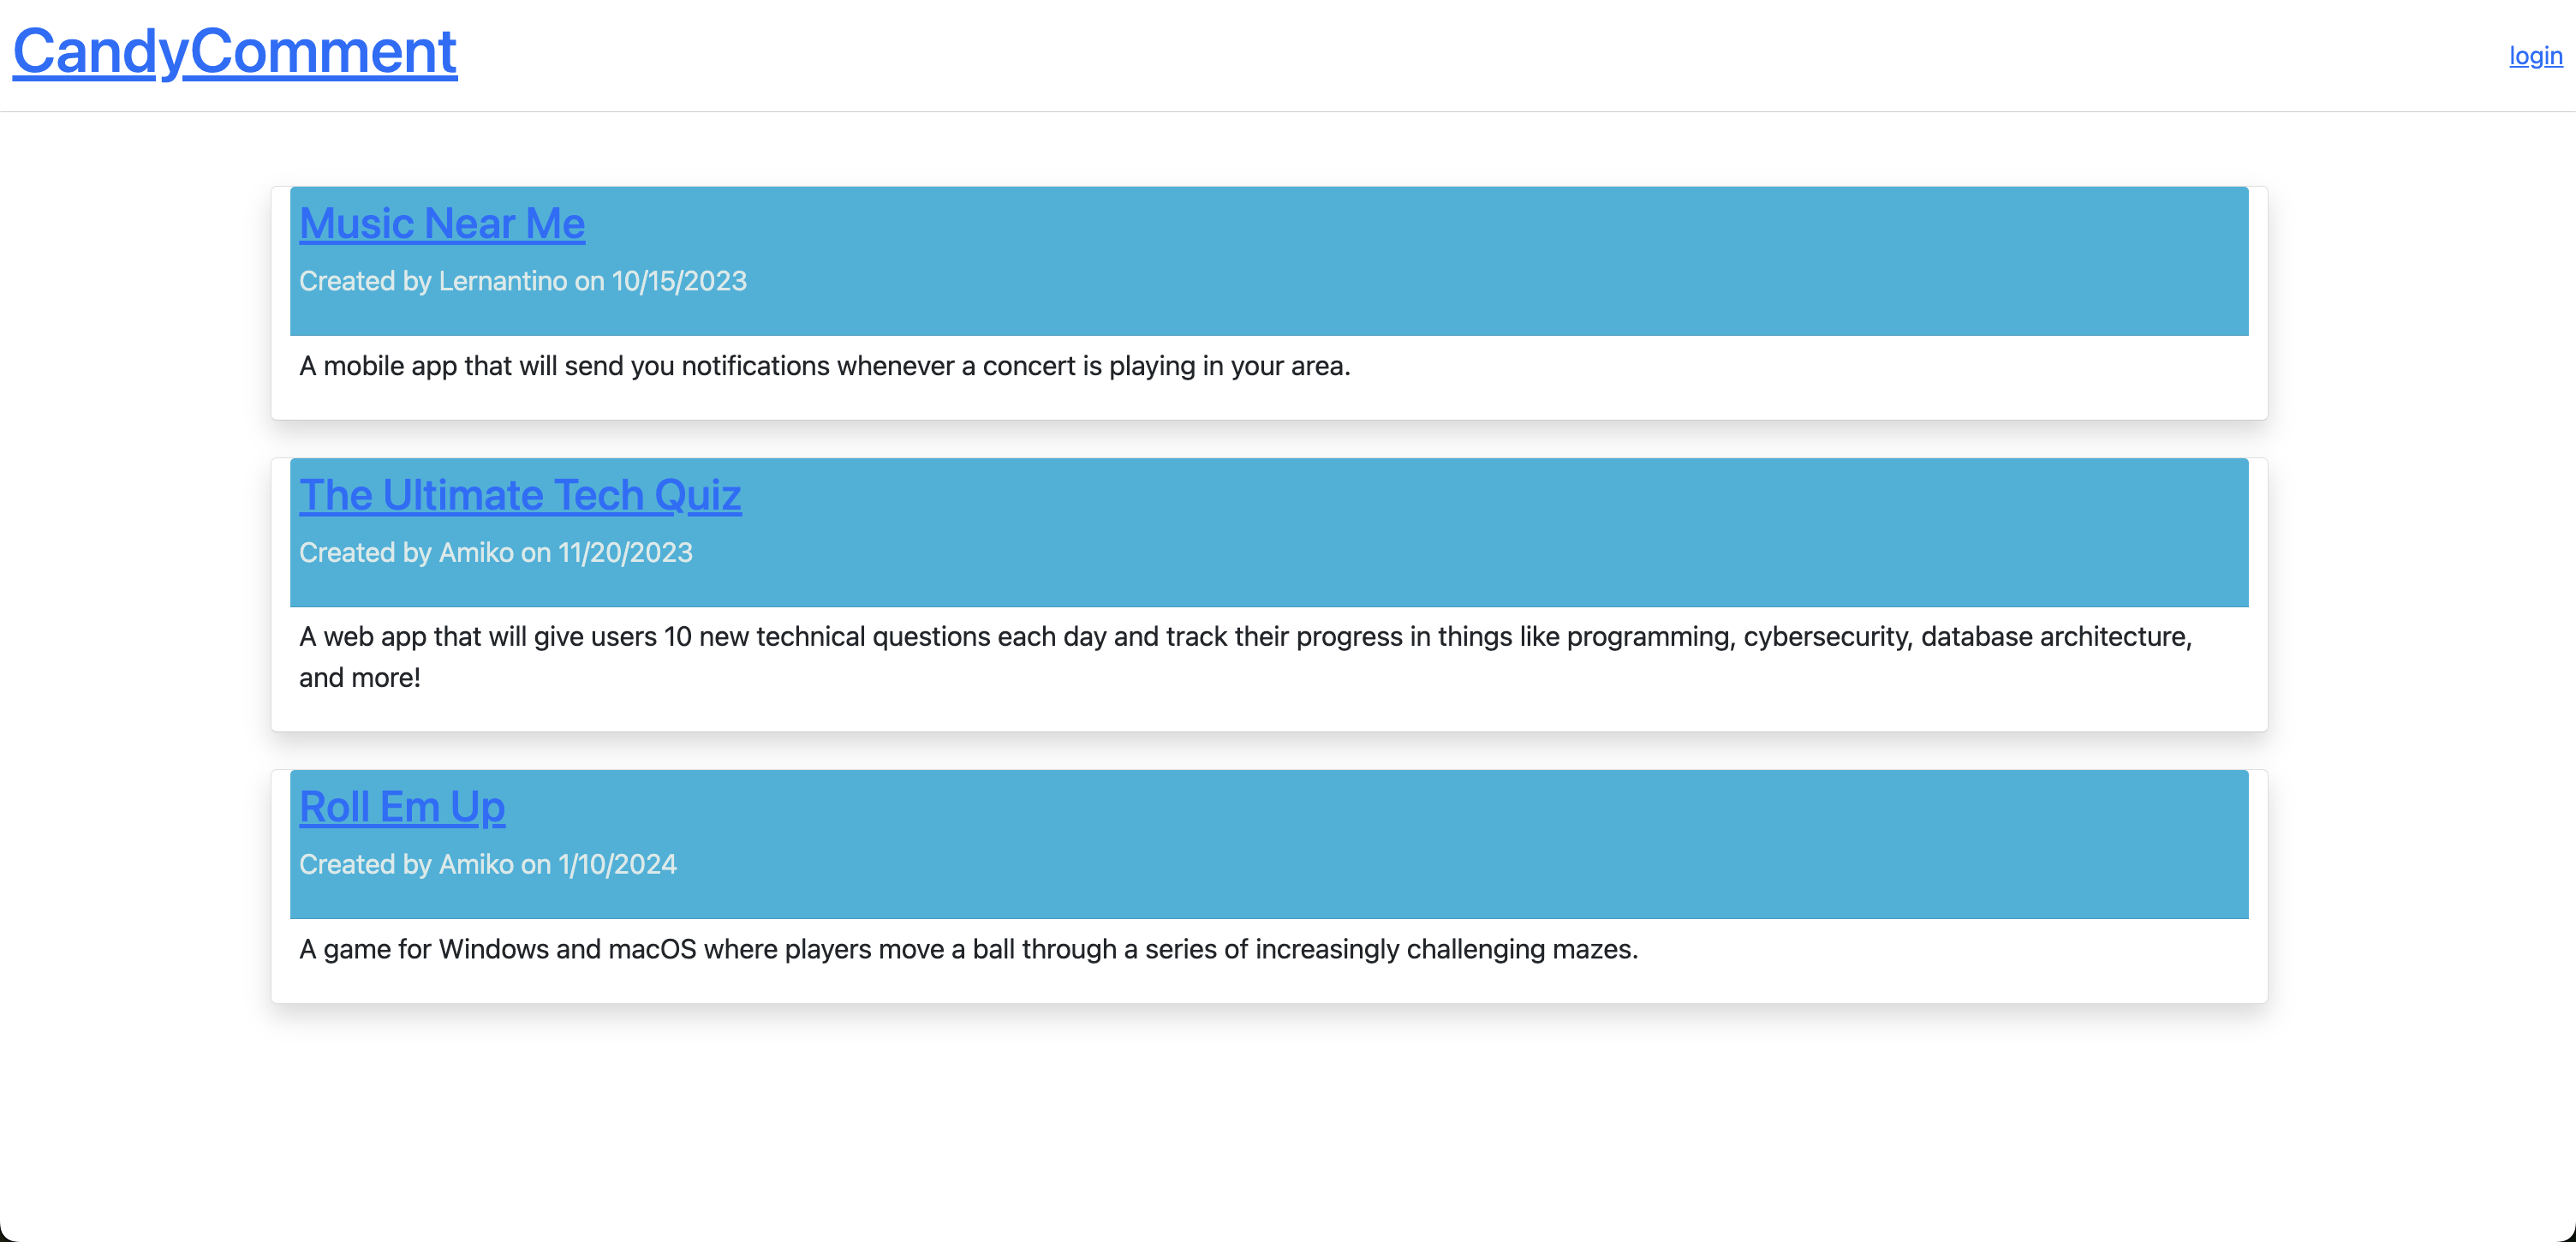 CandyComment
login
Music Near Me
Created by Lernantino on 10/15/2023
A mobile app that will send you notifications whenever a concert is playing in your area.
The Ultimate Tech Quiz
Created by Amiko on 11/20/2023
A web app that will give users 10 new technical questions each day and track their progress in things like programming, cybersecurity, database architecture,
and more!
Roll Em Up
Created by Amiko on 1/10/2024
A game for Windows and macOS where players move a ball through a series of increasingly challenging mazes.